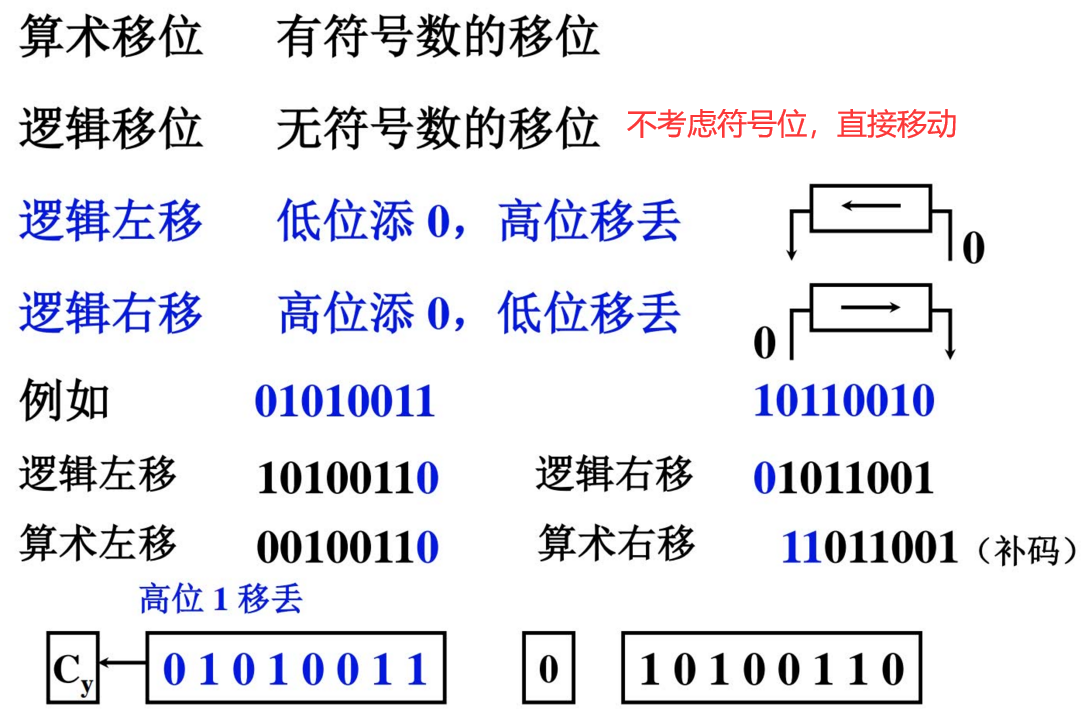 算术移位 有符号数的移位
逻辑移位 无符号数的移位 不考虑符号位，直接移动
逻辑左移 低位添 0，高位移丢
0
逻辑右移 高位添 0，低位移丢
0
例如 01010011 10110010
逻辑左移 10100110 逻辑右移 01011001
算术左移 00100110 算术右移 11011001（补码）
高位 1 移丢
Cy 0 1 0 1 0 0 1 1 0 1 0 1 0 0 1 1 0